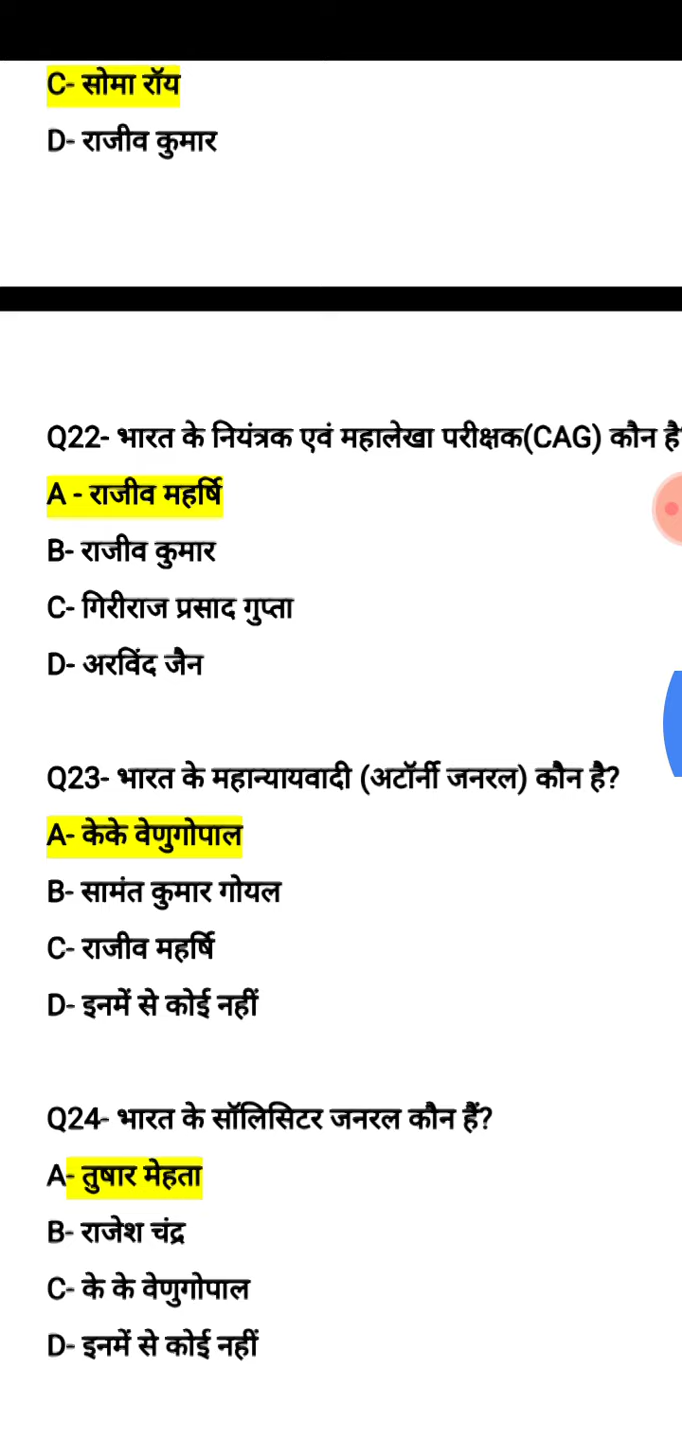 C- सोमा रॉय
D- राजीव कुमार
Q22- भारत के नियंत्रक एवं महालेखा परीक्षक(CAG) कौन है
A - राजीव महर्षि
B- राजीव कुमार
C- गिरीराज प्रसाद गुप्ता
D- अरविंद जैन
Q23- भारत के महान्यायवादी (अटॉर्नी जनरल) कौन है?
A- केके वेणुगोपाल
B- सामंत कुमार गोयल
C- राजीव महर्षि
D- इनमें से कोई नहीं
Q24- भारत के सॉलिसिटर जनरल कौन हैं?
A- तुषार मेहता
B- राजेश चंद्र
C- के के वेणुगोपाल
D- इनमें से कोई नहीं